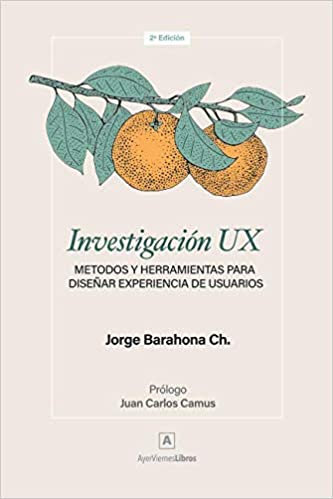 2ª Edición
Investigación UX
METODOS Y HERRAMIENTAS PARA
DISEÑAR EXPERIENCIA DE USUARIOS
Jorge Barahona Ch.
Prólogo
Juan Carlos Camus
A
AyerViernesLibros